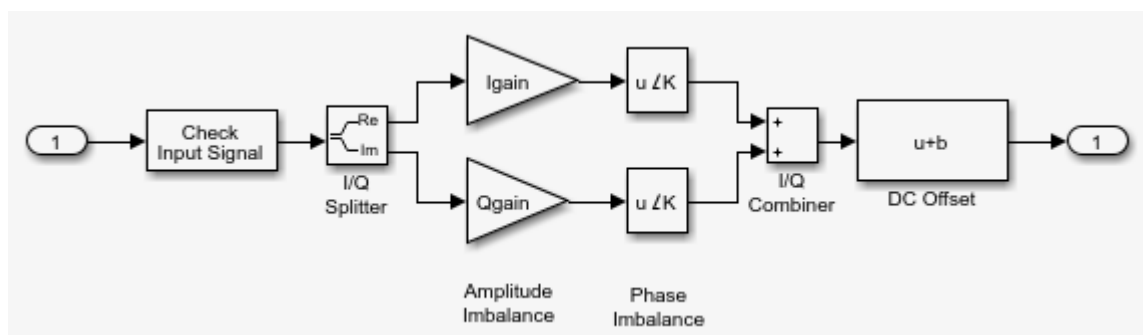 1
Check
Input Signal
Re
Im
I/Q
Splitter
Igain
Qgain
Amplitude
Imbalance
u∠K
u∠K
Phase
Imbalance
+
+
I/Q
Combiner
u+b
DC Offset
1